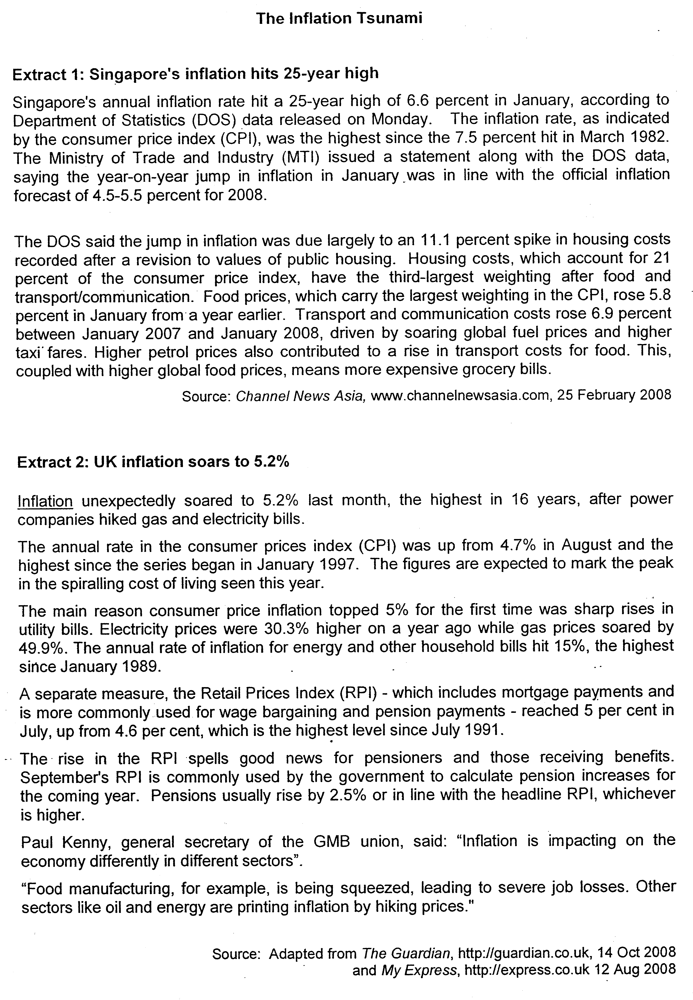 The Inflation Tsunami
Extract 1: Singapore's inflation hits 25-year high
Singapore's annual inflation rate hit a 25-year high of 6.6 percent in January, according to
Department of Statistics (DOS) data released on Monday. The inflation rate, as indicated
by the consumer price index (CPI), was the highest since the 7.5 percent hit in March 1982.
The Ministry of Trade and Industry (MTI) issued a statement along with the DOS data,
saying the year-on-year jump in inflation in January was in line with the official inflation
forecast of 4.5-5.5 percent for 2008.
The DOS said the jump in inflation was due largely to an 11.1 percent spike in housing costs
recorded after a revision to values of public housing. Housing costs, which account for 21
percent of the consumer price index, have the third-largest weighting after food and
transport/communication. Food prices, which carry the largest weighting in the CPI, rose 5.8
percent in January from a year earlier. Transport and communication costs rose 6.9 percent
between January 2007 and January 2008, driven by soaring global fuel prices and higher
taxi fares. Higher petrol prices also contributed to a rise in transport costs for food. This,
coupled with higher global food prices, means more expensive grocery bills.
Source: Channel News Asia, www.channelnewsasia.com, 25 February 2008
Extract 2: UK inflation soars to 5.2%
Inflation unexpectedly soared to 5.2% last month, the highest in 16 years, after power
companies hiked gas and electricity bills.
The annual rate in the consumer prices index (CPI) was up from 4.7% in August and the
highest since the series began in January 1997. The figures are expected to mark the peak
in the spiralling cost of living seen this year.
The main reason consumer price inflation topped 5% for the first time was sharp rises in
utility bills. Electricity prices were 30.3% higher on a year ago while gas prices soared by
49.9%. The annual rate of inflation for energy and other household bills hit 15%, the highest
since January 1989.
A separate measure, the Retail Prices Index (RPI) - which includes mortgage payments and
is more commonly used for wage bargaining and pension payments - reached 5 per cent in
July, up from 4.6 per cent, which is the highest level since July 1991.
The rise in the RPI spells good news for pensioners and those receiving benefits.
September's RPI is commonly used by the government to calculate pension increases for
the coming year. Pensions usually rise by 2.5% or in line with the headline RPI, whichever
is higher.
Paul Kenny, general secretary of the GMB union, said: “Inflation is impacting on the
economy differently in different sectors”.
“Food manufacturing, for example, is being squeezed, leading to severe job losses. Other
sectors like oil and energy are printing inflation by hiking prices."
Source: Adapted from The Guardian, http://guardian.co.uk, 14 Oct 2008
and My Express, http://express.co.uk 12 Aug 2008